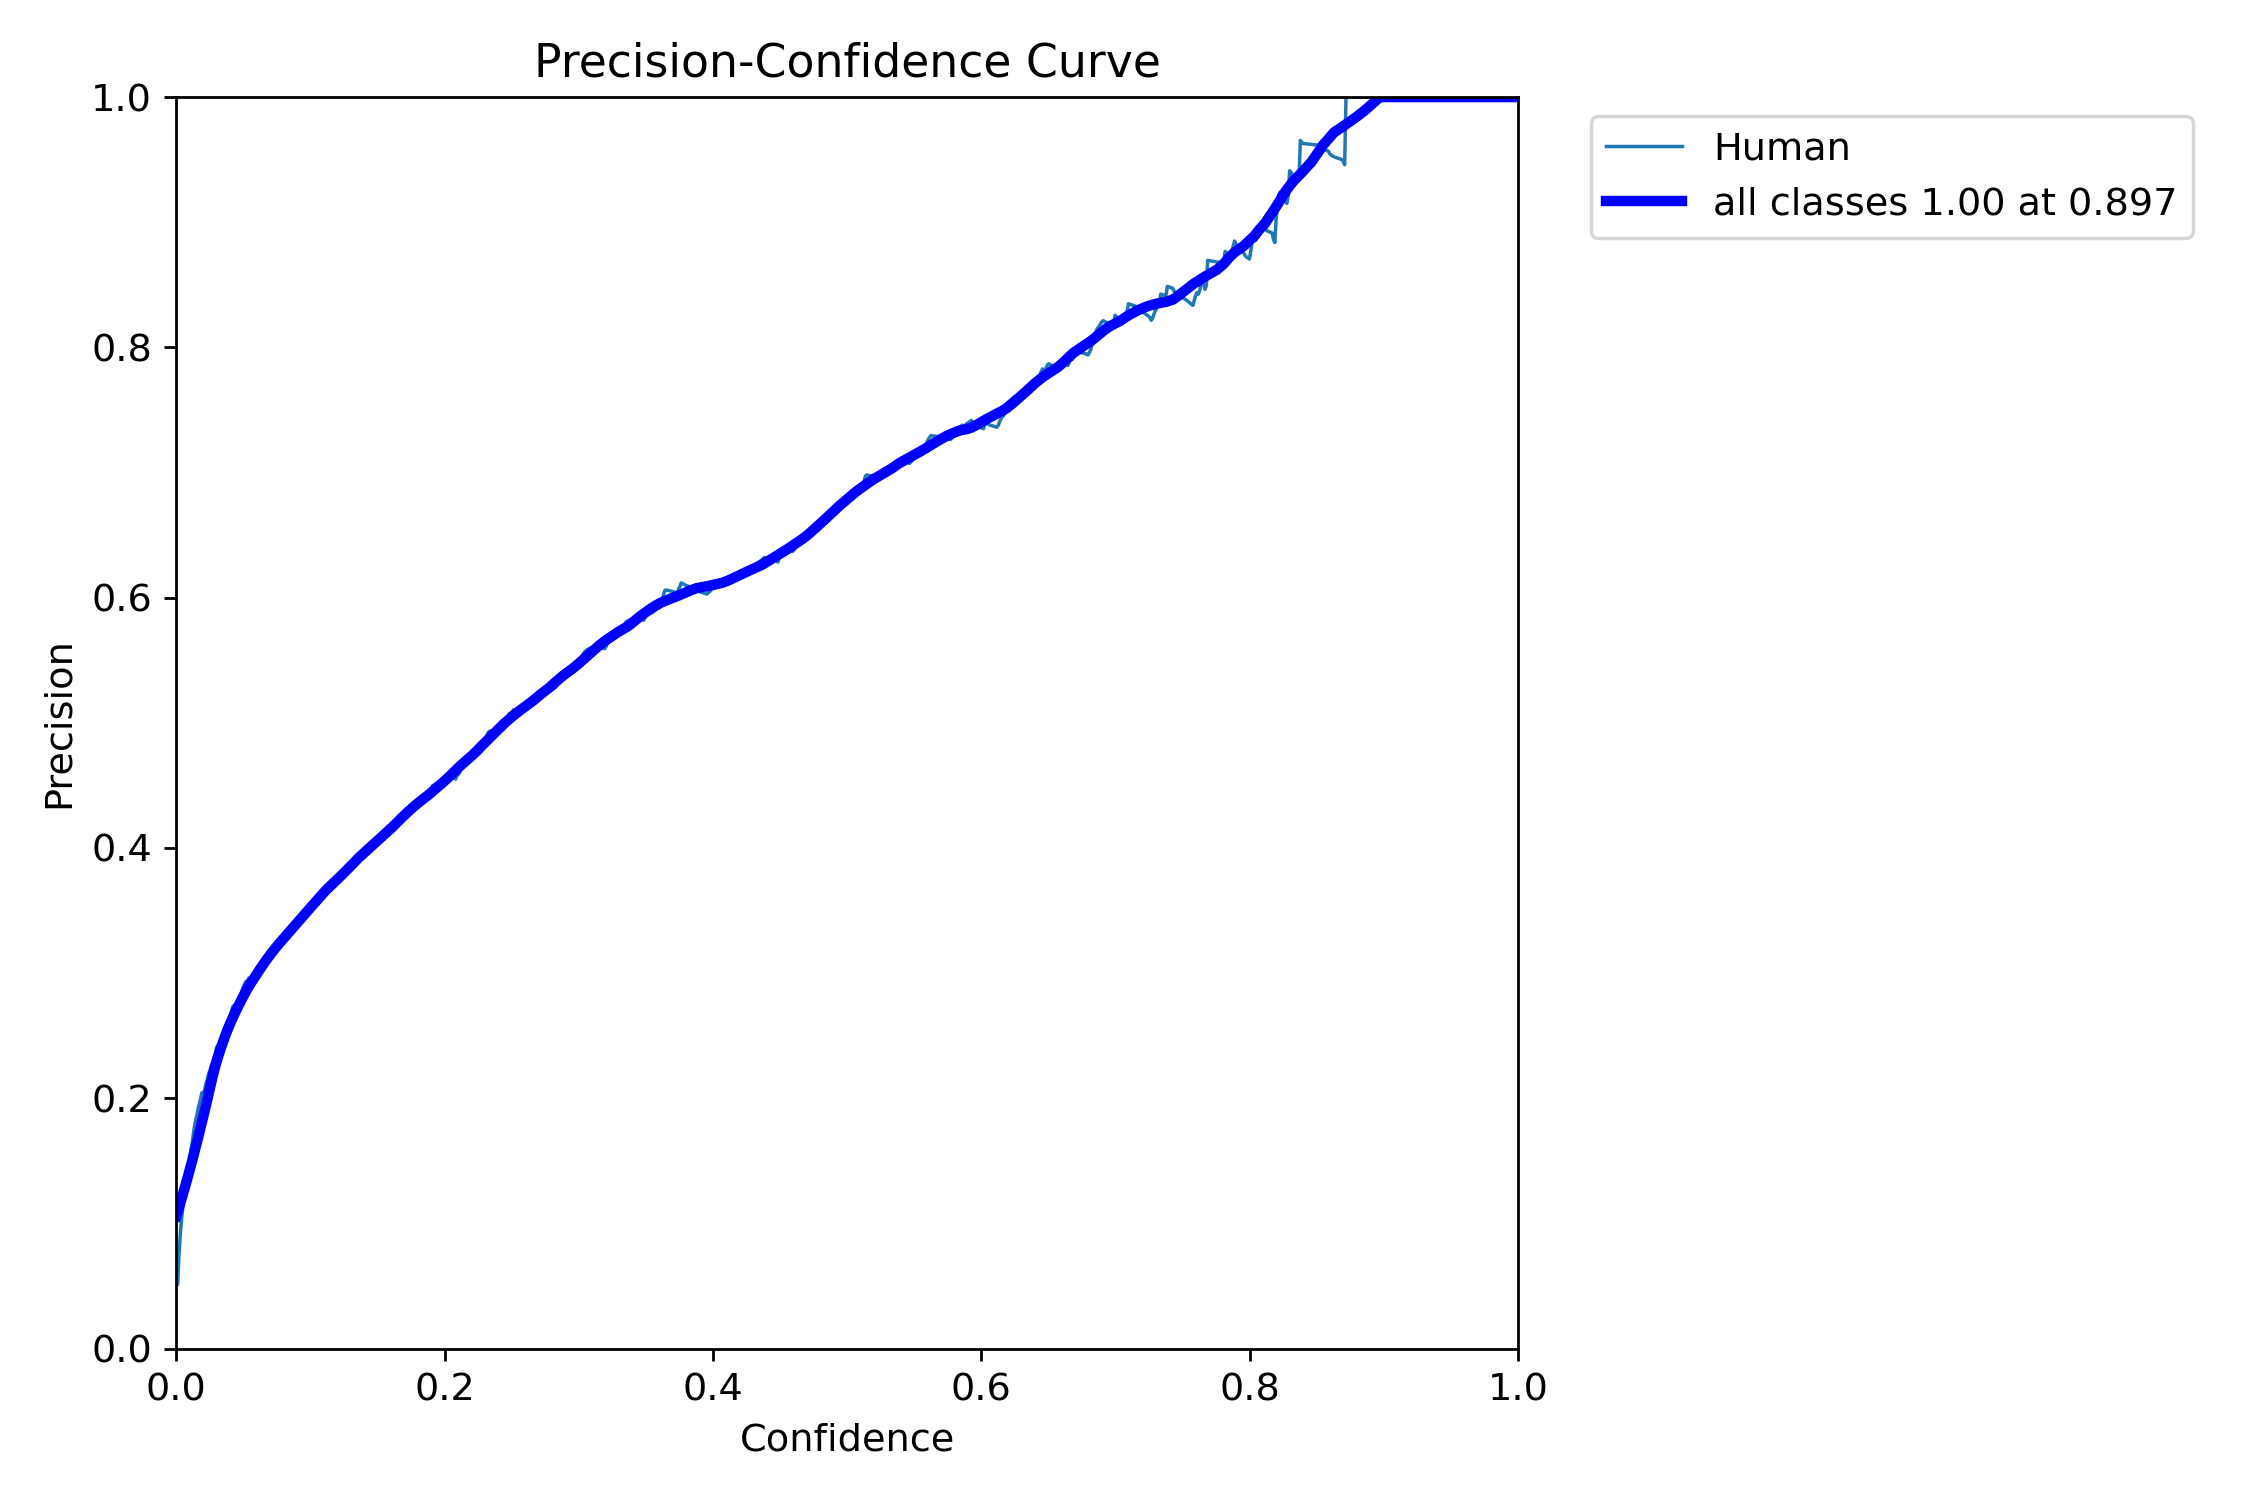 Precision-Confidence Curve
1.0
0.8
0.6
0.4
0.2
0.0
Precision
0.0 0.2 0.4 0.6 0.8 1.0
Confidence
Human
all classes 1.00 at 0.897